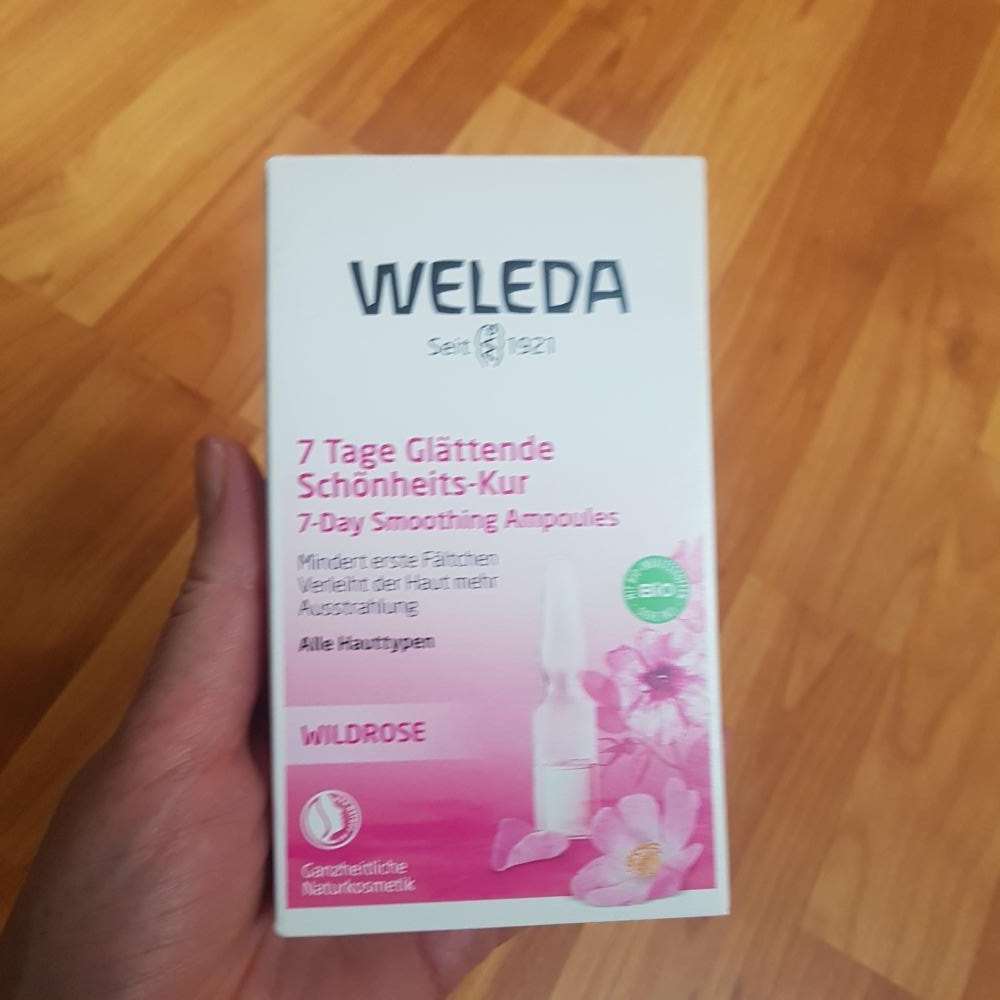 WELEDA
Seit 1921
7 Tage Glättende
Schönheits-Kur
7-Day Smoothing Ampoules
Mindert erste Fältchen
Verleiht der Haut mehr
Ausstrahlung
Alle Hauttypen
BIO
WILDROSE
Ganzheitliche
Naturkosmetik